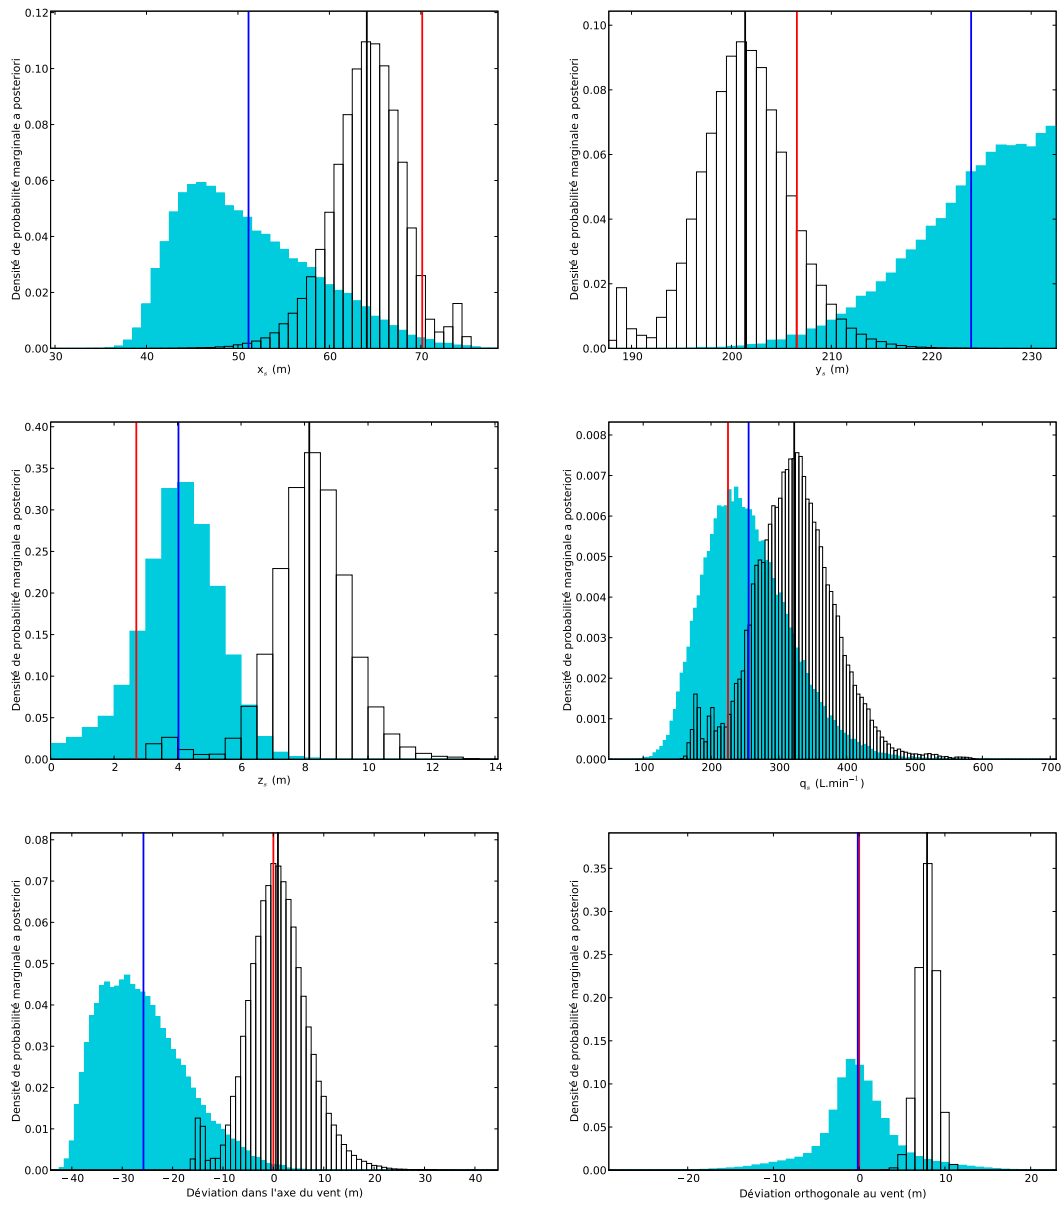 0.12
0.10
0.08
0.06
0.04
0.02
0.00
30 40 50 60 70
xₛ (m)
Densité de probabilité marginale a posteriori
0.10
0.08
0.06
0.04
0.02
0.00
190 200 210 220 230
yₛ (m)
Densité de probabilité marginale a posteriori
0.40
0.35
0.30
0.25
0.20
0.15
0.10
0.05
0.00
0 2 4 6 8 10 12 14
zₛ (m)
Densité de probabilité marginale a posteriori
0.008
0.007
0.006
0.005
0.004
0.003
0.002
0.001
0.000
100 200 300 400 500 600 700
qₛ (L.min⁻¹)
Densité de probabilité marginale a posteriori
0.08
0.07
0.06
0.05
0.04
0.03
0.02
0.01
0.00
−40 −30 −20 −10 0 10 20 30 40
Déviation dans l'axe du vent (m)
Densité de probabilité marginale a posteriori
0.35
0.30
0.25
0.20
0.15
0.10
0.05
0.00
−20 −10 0 10 20
Déviation orthogonale au vent (m)
Densité de probabilité marginale a posteriori